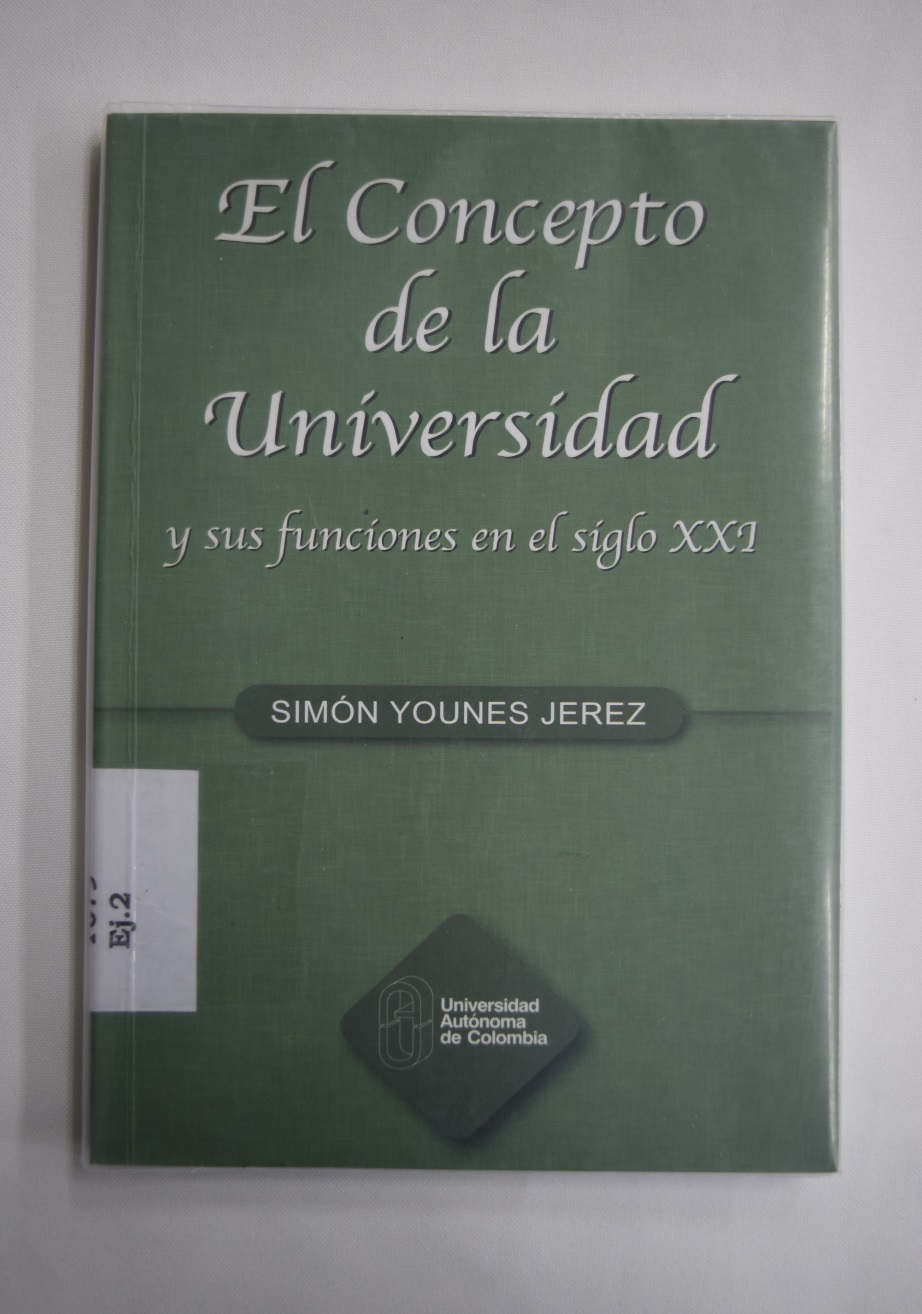 El Concepto
de la
Universidad
y sus funciones en el siglo XXI
SIMÓN YOUNES JEREZ
Ej.2
Universidad
Autónoma
de Colombia